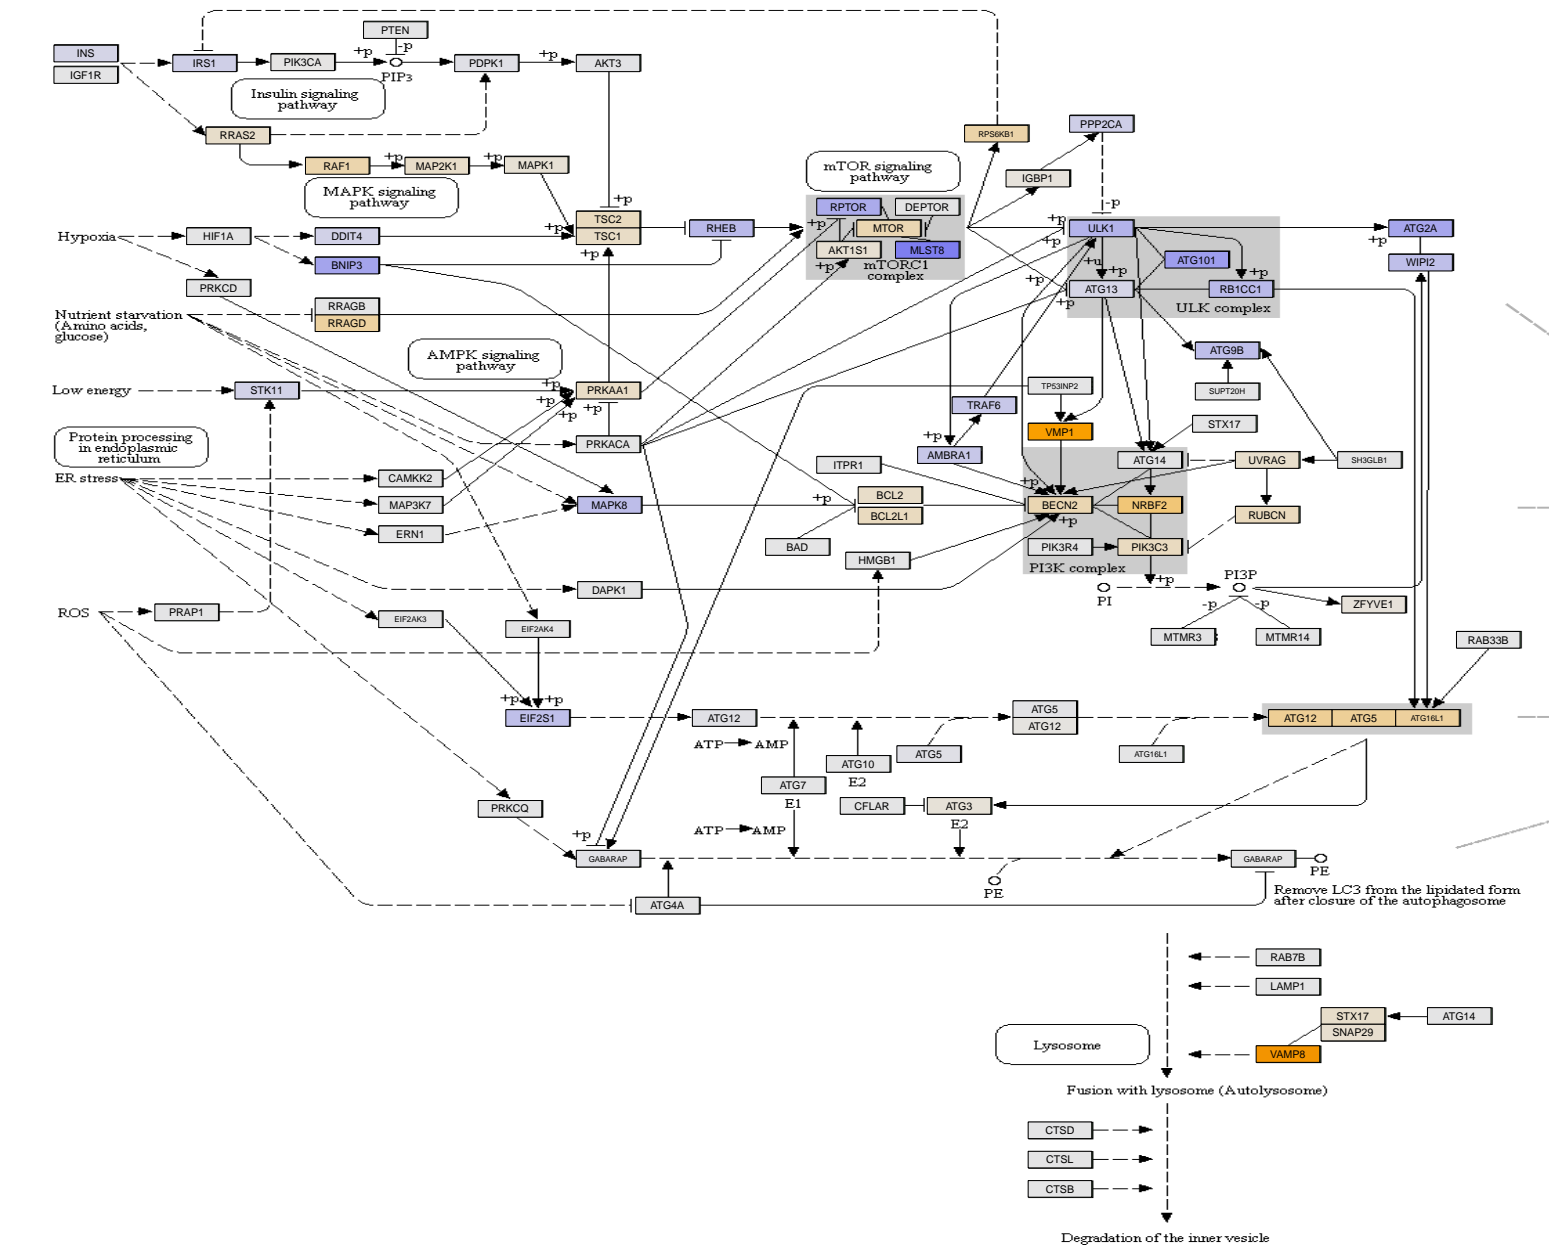 PTEN
INS
IGF1R
IRS1
PIK3CA
+p
-p
PIP3
PDPK1
+p
AKT3
Insulin signaling
pathway
RRAS2
RAF1
+p
MAP2K1
+p
MAPK1
MAPK signaling
pathway
mTOR signaling
pathway
RPS6KB1
PPP2CA
IGBP1
-p
+p
TSC2
TSC1
+p
+p
RHEB
RPTOR
DEPTOR
+p
MTOR
AKT1S1
MLST8
+p
mTORC1
complex
+p
+p
ULK1
ATG2A
+p
WIPI2
Hypoxia
HIF1A
DDIT4
BNIP3
PRKCD
+u
+p
ATG101
+p
+p
+p
ATG13
RB1CC1
ULK complex
Nutrient starvation
(Amino acids,
glucose)
RRAGB
RRAGD
AMPK signaling
pathway
ATG9B
SUPT20H
Low energy
STK11
+p
+p
+p
PRKAA1
+p
TP53INP2
TRAF6
VMP1
STX17
Protein processing
in endoplasmic
reticulum
PRKACA
+p
AMBRA1
ER stress
CAMKK2
MAP3K7
ERN1
MAPK8
+p
ITPR1
BCL2
BCL2L1
BAD
ATG14
UVRAG
SH3GLB1
+p
BECN2
NRBF2
+p
RUBCN
PIK3R4
PIK3C3
PI3K complex
HMGB1
DAPK1
+p
PI
PI3P
-p
-p
ZFYVE1
MTMR3
MTMR14
RAB33B
ROS
PRAP1
EIF2AK3
EIF2AK4
+p
+p
EIF2S1
ATG12
ATG5
ATG12
ATG12
ATG5
ATG16L1
ATP
AMP
ATG5
ATG16L1
ATG10
E2
ATG7
E1
PRKCQ
CFLAR
ATG3
E2
ATP
AMP
+p
GABARAP
GABARAP
PE
PE
ATG4A
Remove LC3 from the lipidated form
after closure of the autophagosome
RAB7B
LAMP1
STX17
SNAP29
ATG14
Lysosome
VAMP8
Fusion with lysosome (Autolysosome)
CTSD
CTSL
CTSB
Degradation of the inner vesicle